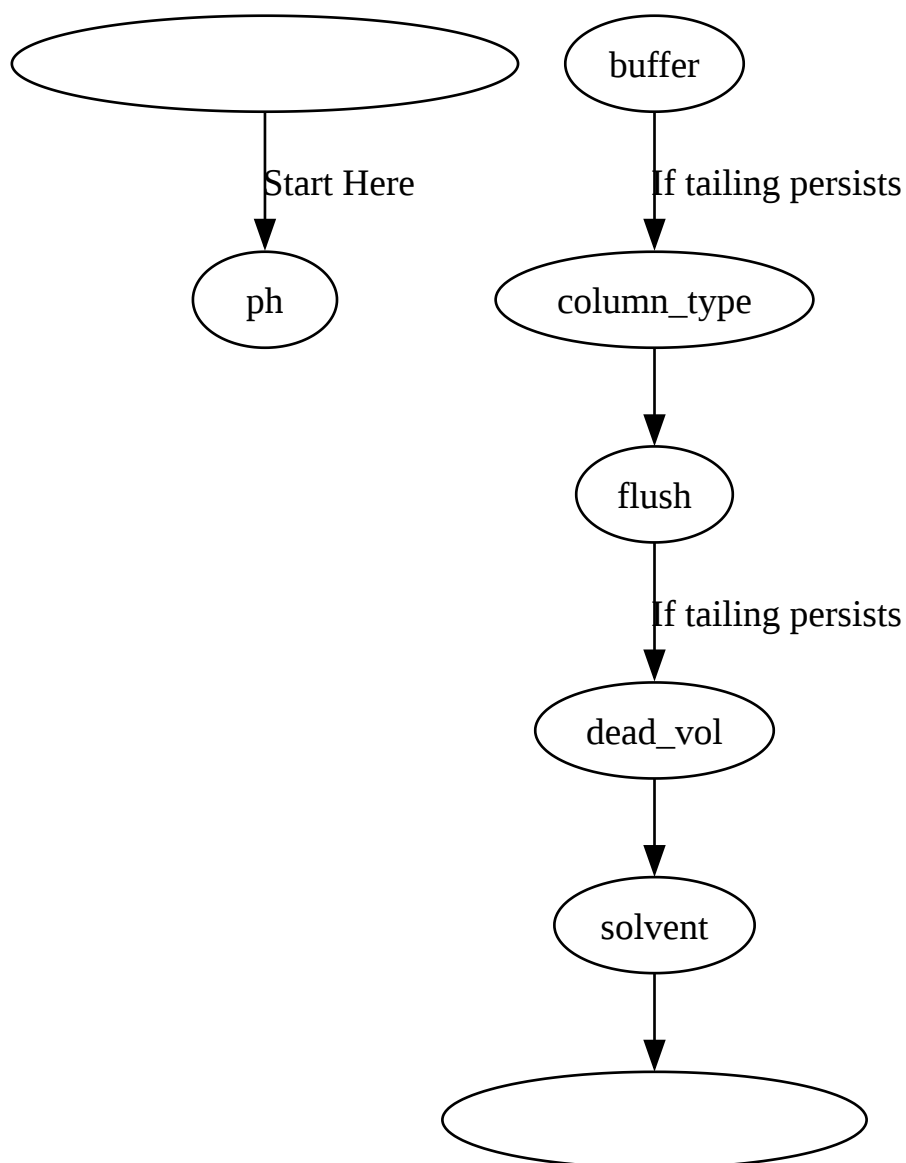 buffer
Start Here
If tailing persists
ph
column_type
flush
If tailing persists
dead_vol
solvent